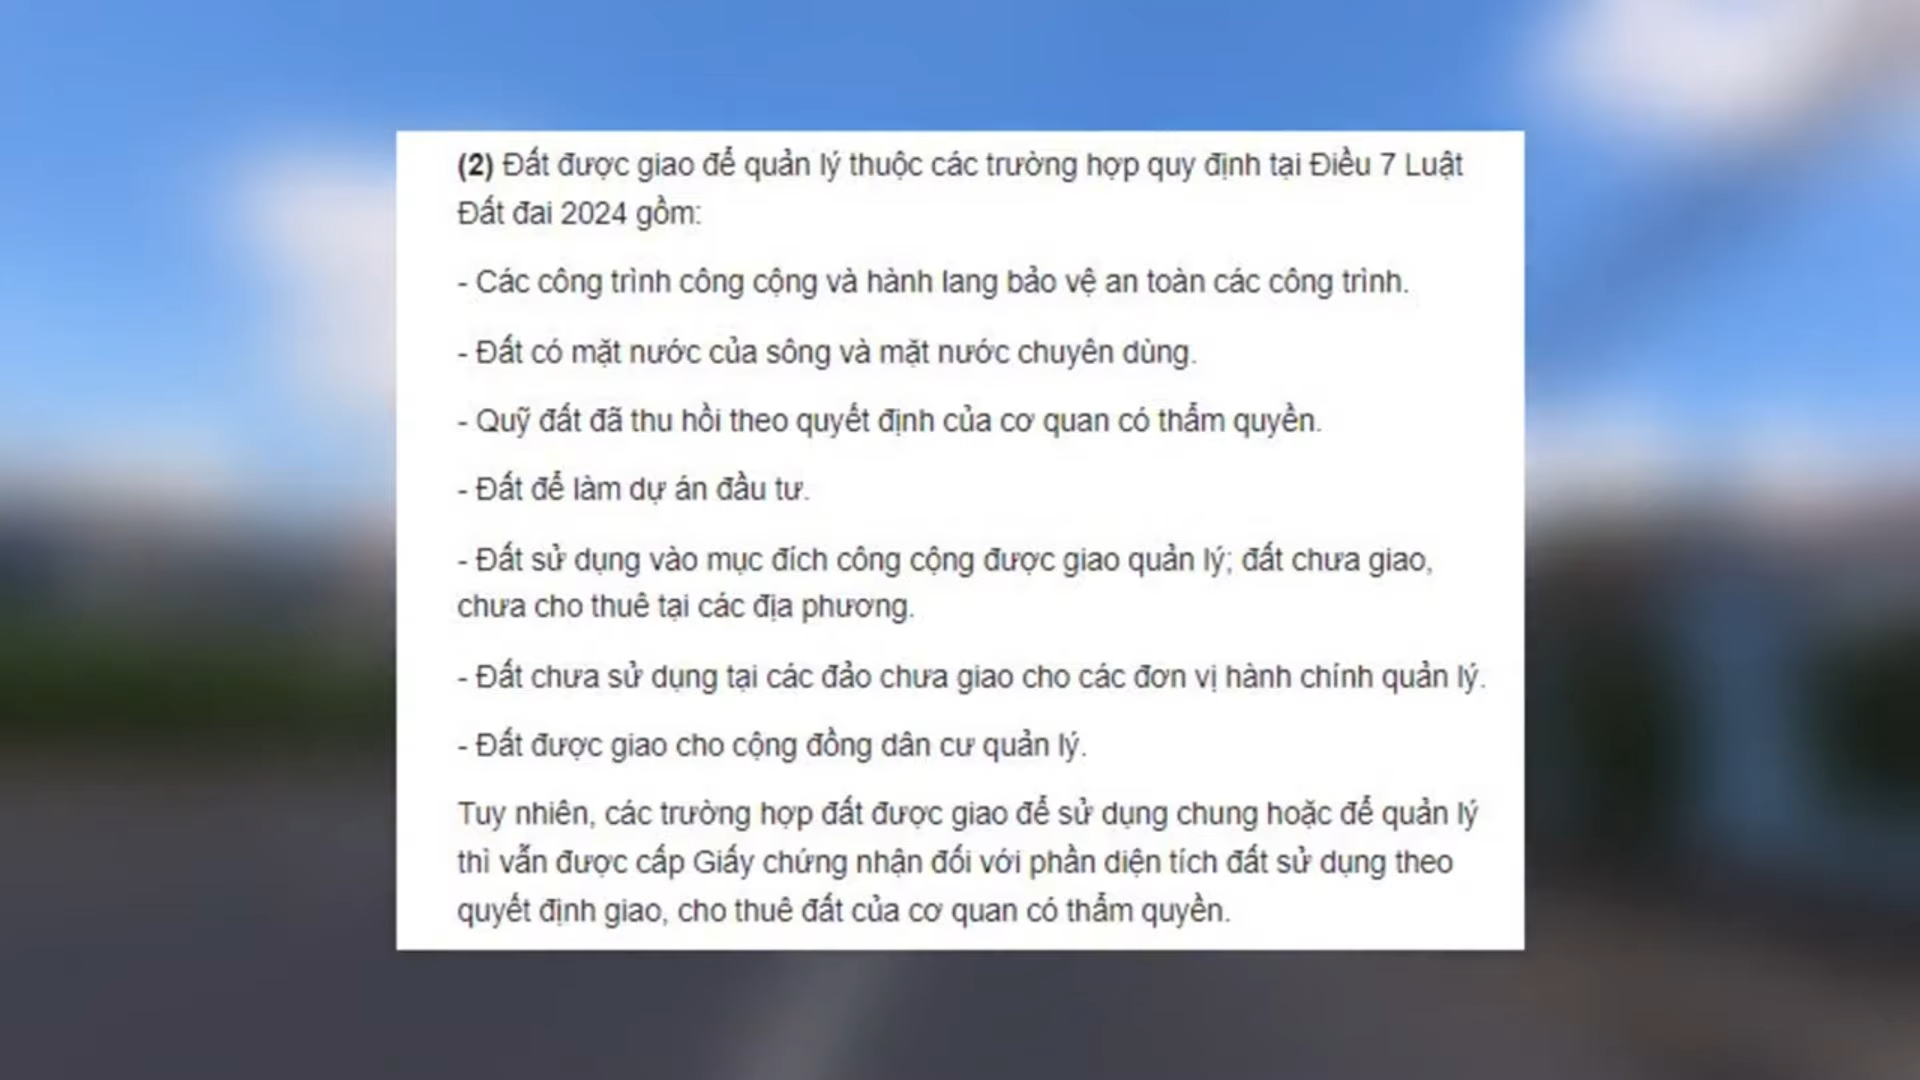 (2) Đất được giao để quản lý thuộc các trường hợp quy định tại Điều 7 Luật
Đất đai 2024 gồm:
- Các công trình công cộng và hành lang bảo vệ an toàn các công trình.
- Đất có mặt nước của sông và mặt nước chuyên dùng.
- Quỹ đất đã thu hồi theo quyết định của cơ quan có thẩm quyền.
- Đất để làm dự án đầu tư.
- Đất sử dụng vào mục đích công cộng được giao quản lý; đất chưa giao,
chưa cho thuê tại các địa phương.
- Đất chưa sử dụng tại các đảo chưa giao cho các đơn vị hành chính quản lý.
- Đất được giao cho cộng đồng dân cư quản lý.
Tuy nhiên, các trường hợp đất được giao để sử dụng chung hoặc để quản lý
thì vẫn được cấp Giấy chứng nhận đối với phần diện tích đất sử dụng theo
quyết định giao, cho thuê đất của cơ quan có thẩm quyền.